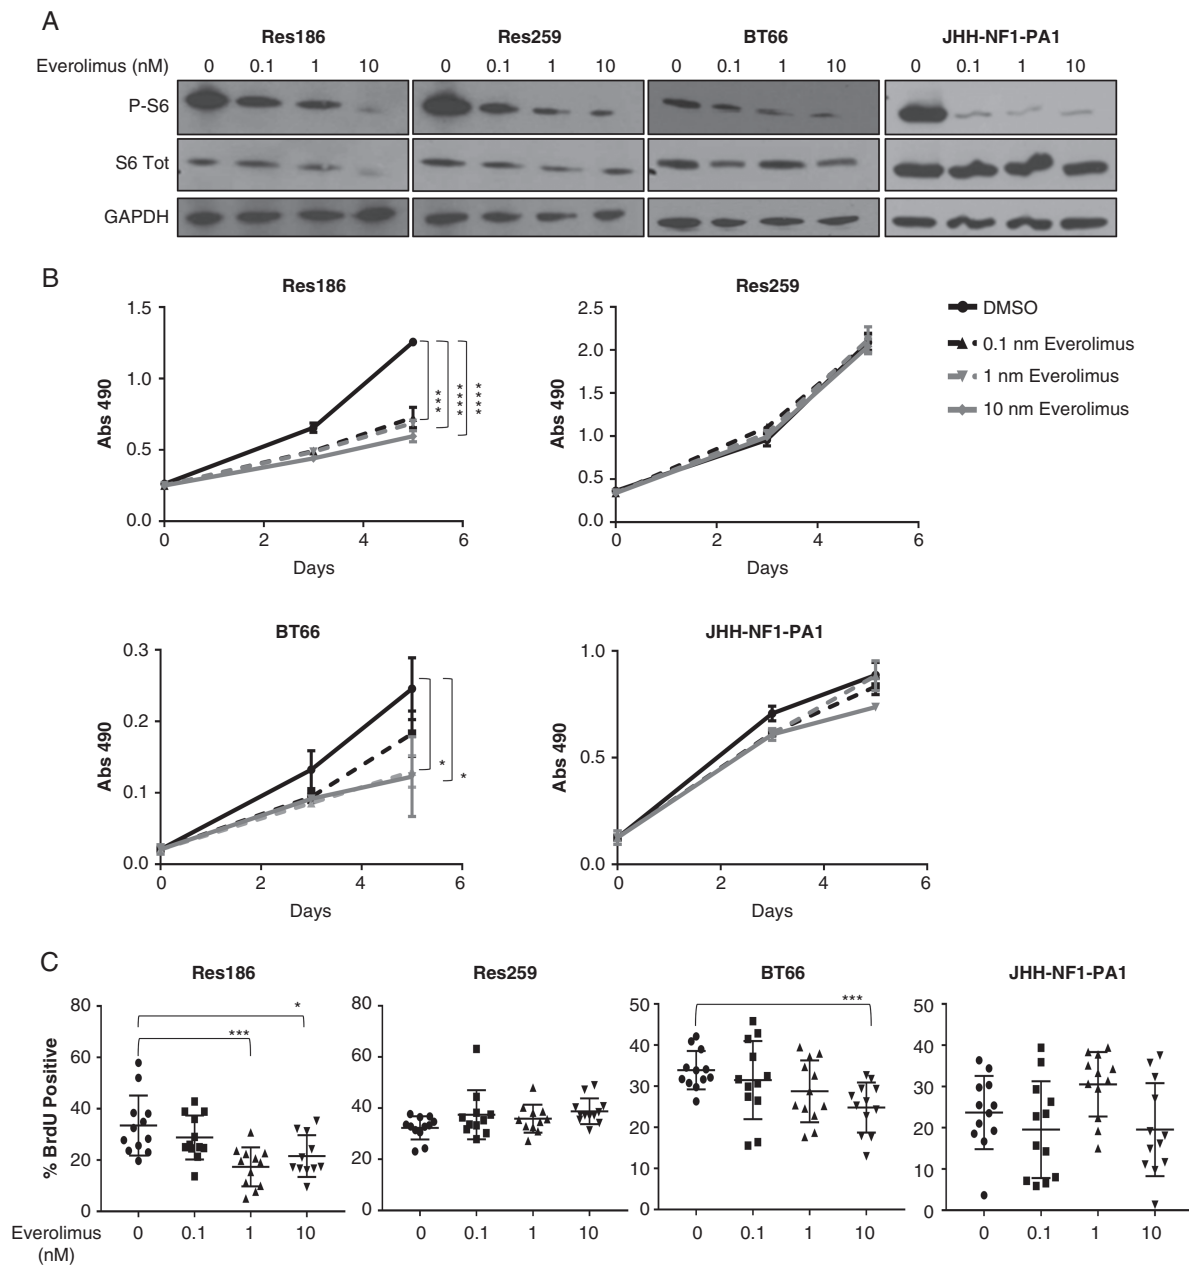 A
Res186 Res259 BT66 JHH-NF1-PA1
Everolimus (nM) 0 0.1 1 10 0 0.1 1 10 0 0.1 1 10 0 0.1 1 10
P-S6
S6 Tot
GAPDH
B
Res186
1.5
1.0
0.5
0.0
Abs 490
*** **** ****
0 2 4 6
Days
Res259
2.5
2.0
1.5
1.0
0.5
0.0
Abs 490
0 2 4 6
Days
DMSO
0.1 nm Everolimus
1 nm Everolimus
10 nm Everolimus
BT66
0.3
0.2
0.1
0.0
Abs 490
* *
0 2 4 6
Days
JHH-NF1-PA1
1.0
0.5
0.0
Abs 490
0 2 4 6
Days
C
Res186
80
60
40
20
0
% BrdU Positive
*
***
Everolimus
(nM)
0 0.1 1 10
Res259
80
60
40
20
0
0 0.1 1 10
BT66
50
40
30
20
10
0
***
0 0.1 1 10
JHH-NF1-PA1
50
40
30
20
10
0
0 0.1 1 10